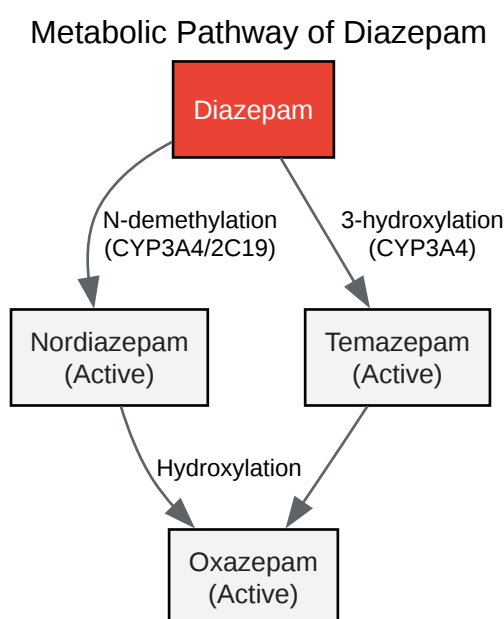 Metabolic Pathway of Diazepam
Diazepam
N-demethylation
(CYP3A4/2C19)
3-hydroxylation
(CYP3A4)
Nordiazepam
(Active)
Temazepam
(Active)
Hydroxylation
Oxazepam
(Active)